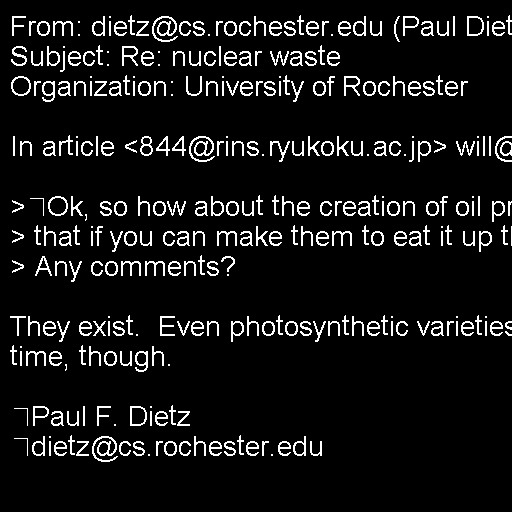 From: dietz@cs.rochester.edu (Paul Diet
Subject: Re: nuclear waste
Organization: University of Rochester
In article <844@rins.ryukoku.ac.jp> will@
> Ok, so how about the creation of oil pr
> that if you can make them to eat it up th
> Any comments?
They exist.  Even photosynthetic varieties
time, though.
Paul F. Dietz
dietz@cs.rochester.edu